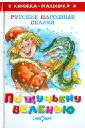 КНИЖКА - МАЛЫШКА
РУССКИЕ НАРОДНЫЕ
СКАЗКИ
По щучьему
велению
САМОВАР